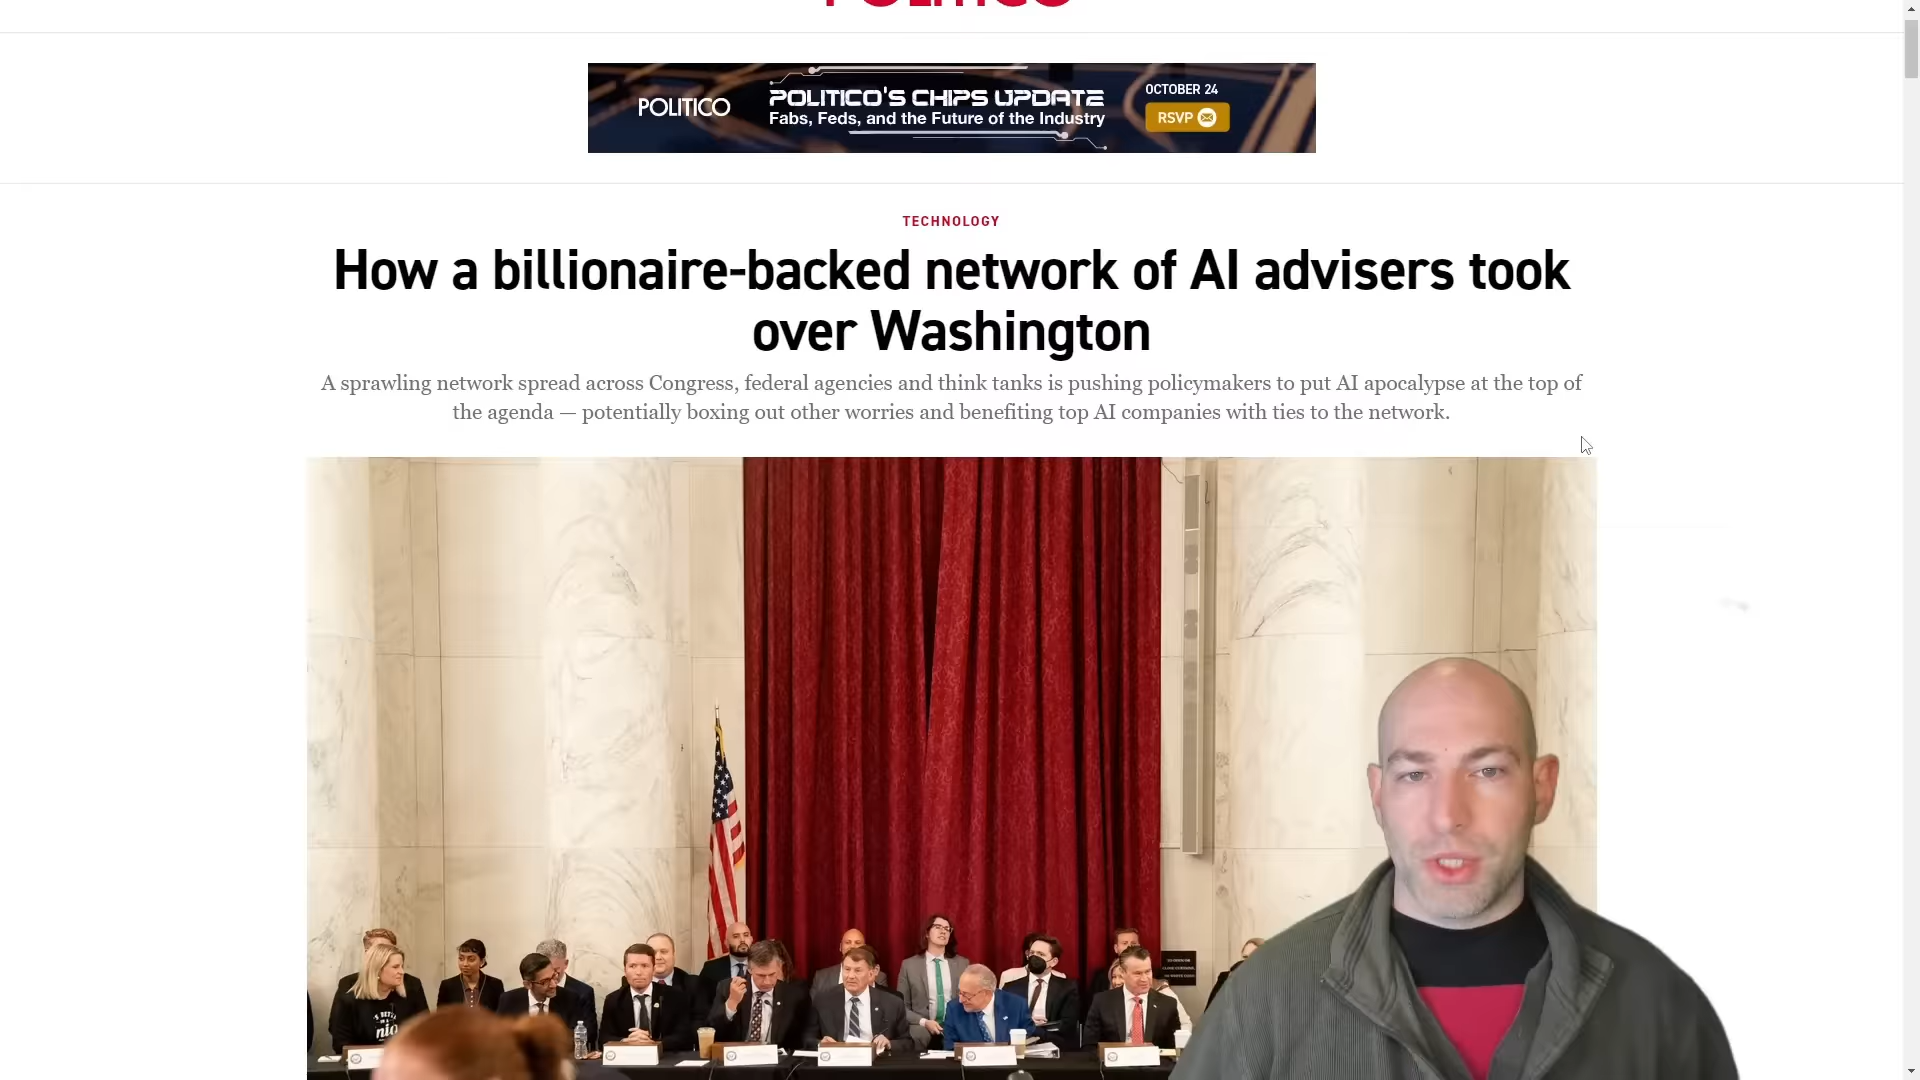 POLITICO
POLITICO
POLITICO'S CHIPS UPDATE
Fabs, Feds, and the Future of the Industry
OCTOBER 24
RSVP
TECHNOLOGY
How a billionaire-backed network of AI advisers took
over Washington
A sprawling network spread across Congress, federal agencies and think tanks is pushing policymakers to put AI apocalypse at the top of
the agenda — potentially boxing out other worries and benefiting top AI companies with ties to the network.